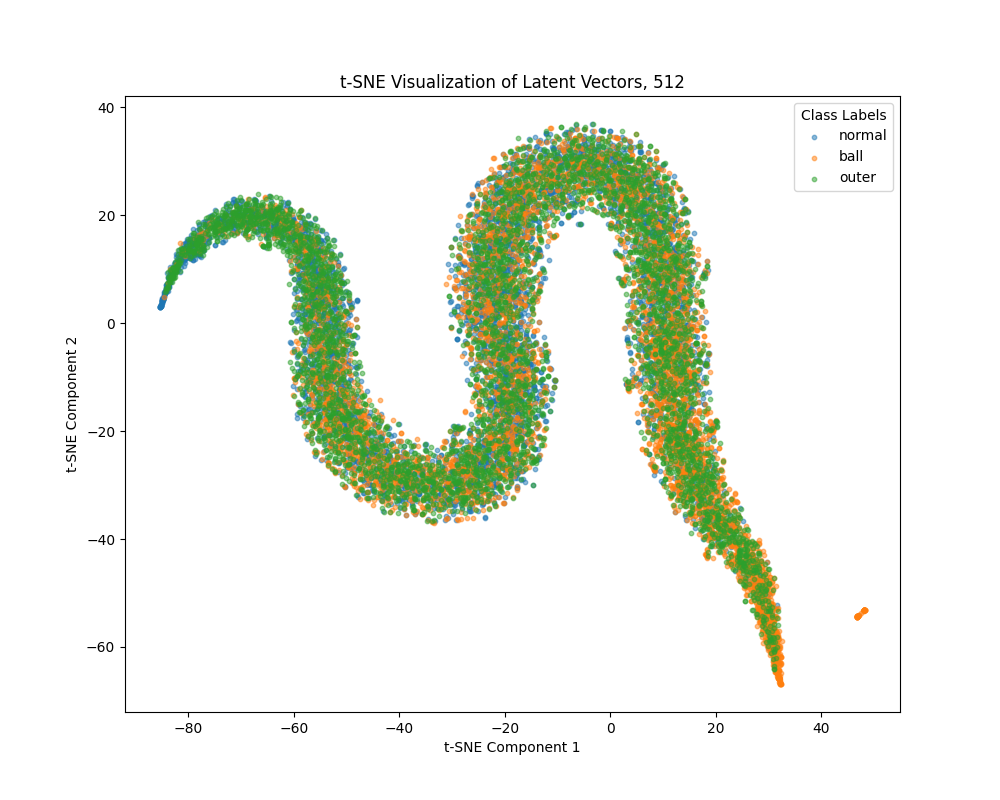 t-SNE Visualization of Latent Vectors, 512
Class Labels
normal
ball
outer
40
20
0
−20
−40
−60
t-SNE Component 2
−80
−60
−40
−20
0
20
40
t-SNE Component 1